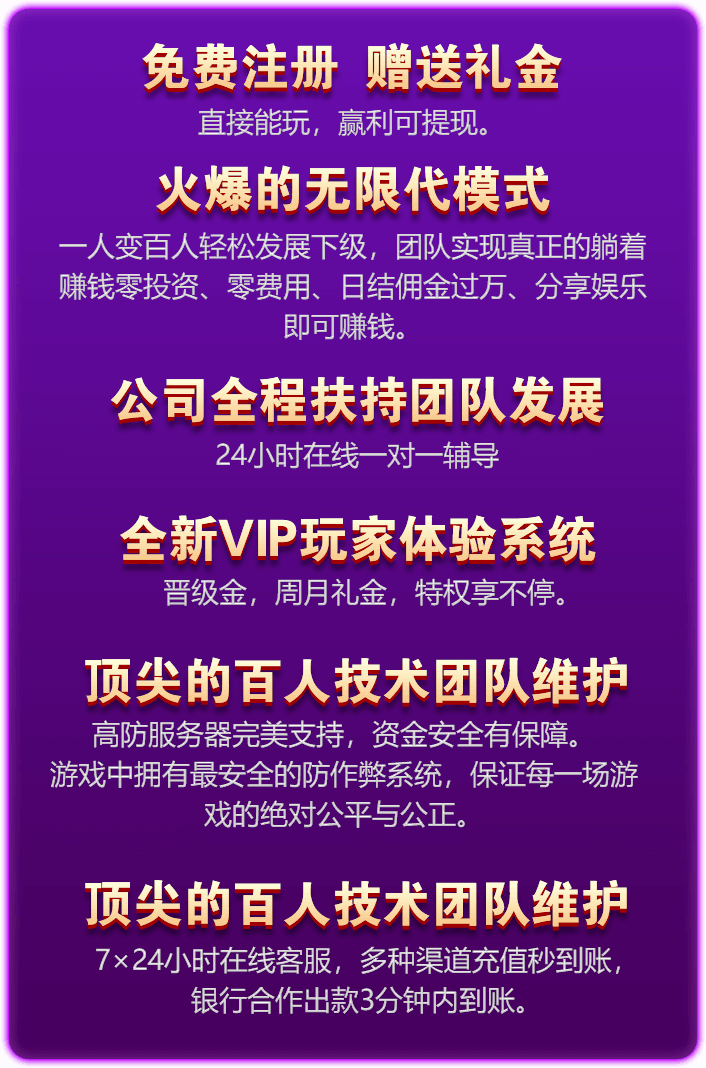 免费注册 赠送礼金
直接能玩，赢利可提现。
火爆的无限代模式
一人变百人轻松发展下级，团队实现真正的躺着
赚钱零投资、零费用、日结佣金过万、分享娱乐
即可赚钱。
公司全程扶持团队发展
24小时在线一对一辅导
全新VIP玩家体验系统
晋级金，周月礼金，特权享不停。
顶尖的百人技术团队维护
高防服务器完美支持，资金安全有保障。
游戏中拥有最安全的防作弊系统，保证每一场游
戏的绝对公平与公正。
顶尖的百人技术团队维护
7×24小时在线客服，多种渠道充值秒到账，
银行合作出款3分钟内到账。